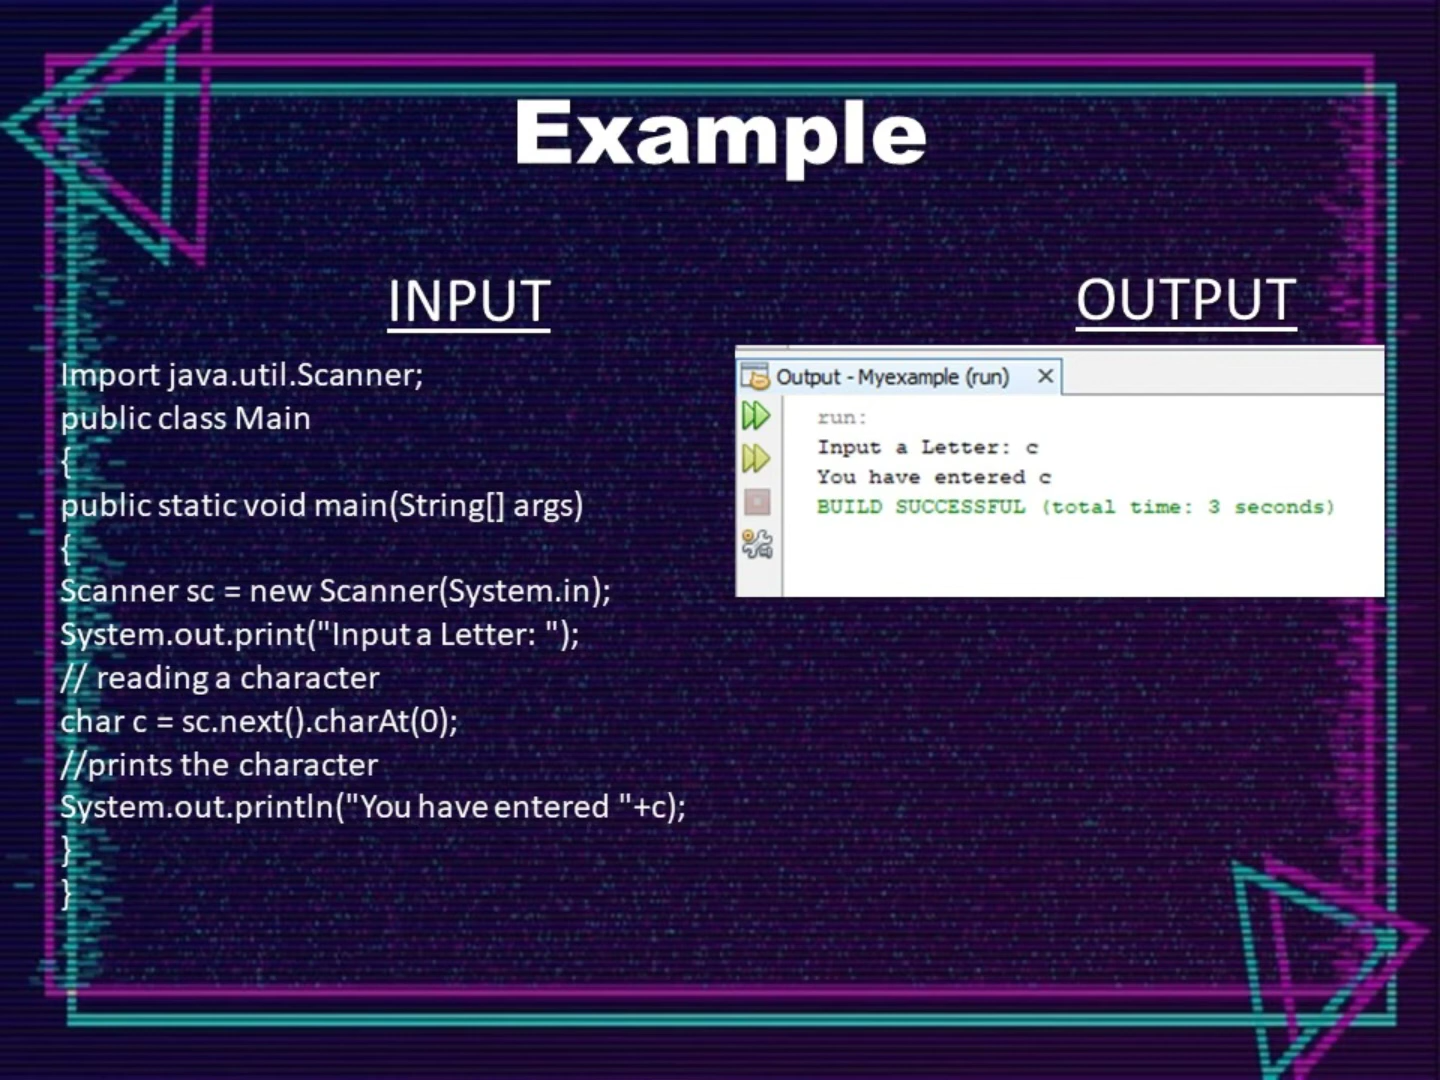 Example
INPUT
Import java.util.Scanner;
public class Main
{
public static void main(String[] args)
{
Scanner sc = new Scanner(System.in);
System.out.print("Input a Letter: ");
// reading a character
char c = sc.next().charAt(0);
//prints the character
System.out.println("You have entered "+c);
}
}
OUTPUT
Output - Myexample (run)
run:
Input a Letter: c
You have entered c
BUILD SUCCESSFUL (total time: 3 seconds)